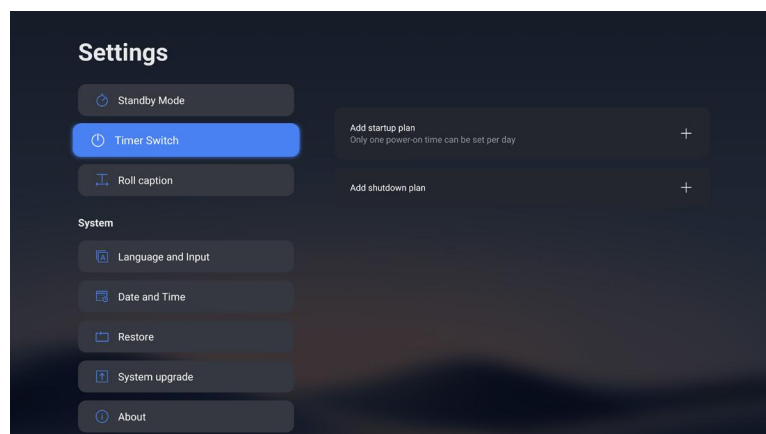 Settings
Standby Mode
Timer Switch
Roll caption
System
Language and Input
Date and Time
Restore
System upgrade
About
Add startup plan
Only one power-on time can be set per day
Add shutdown plan